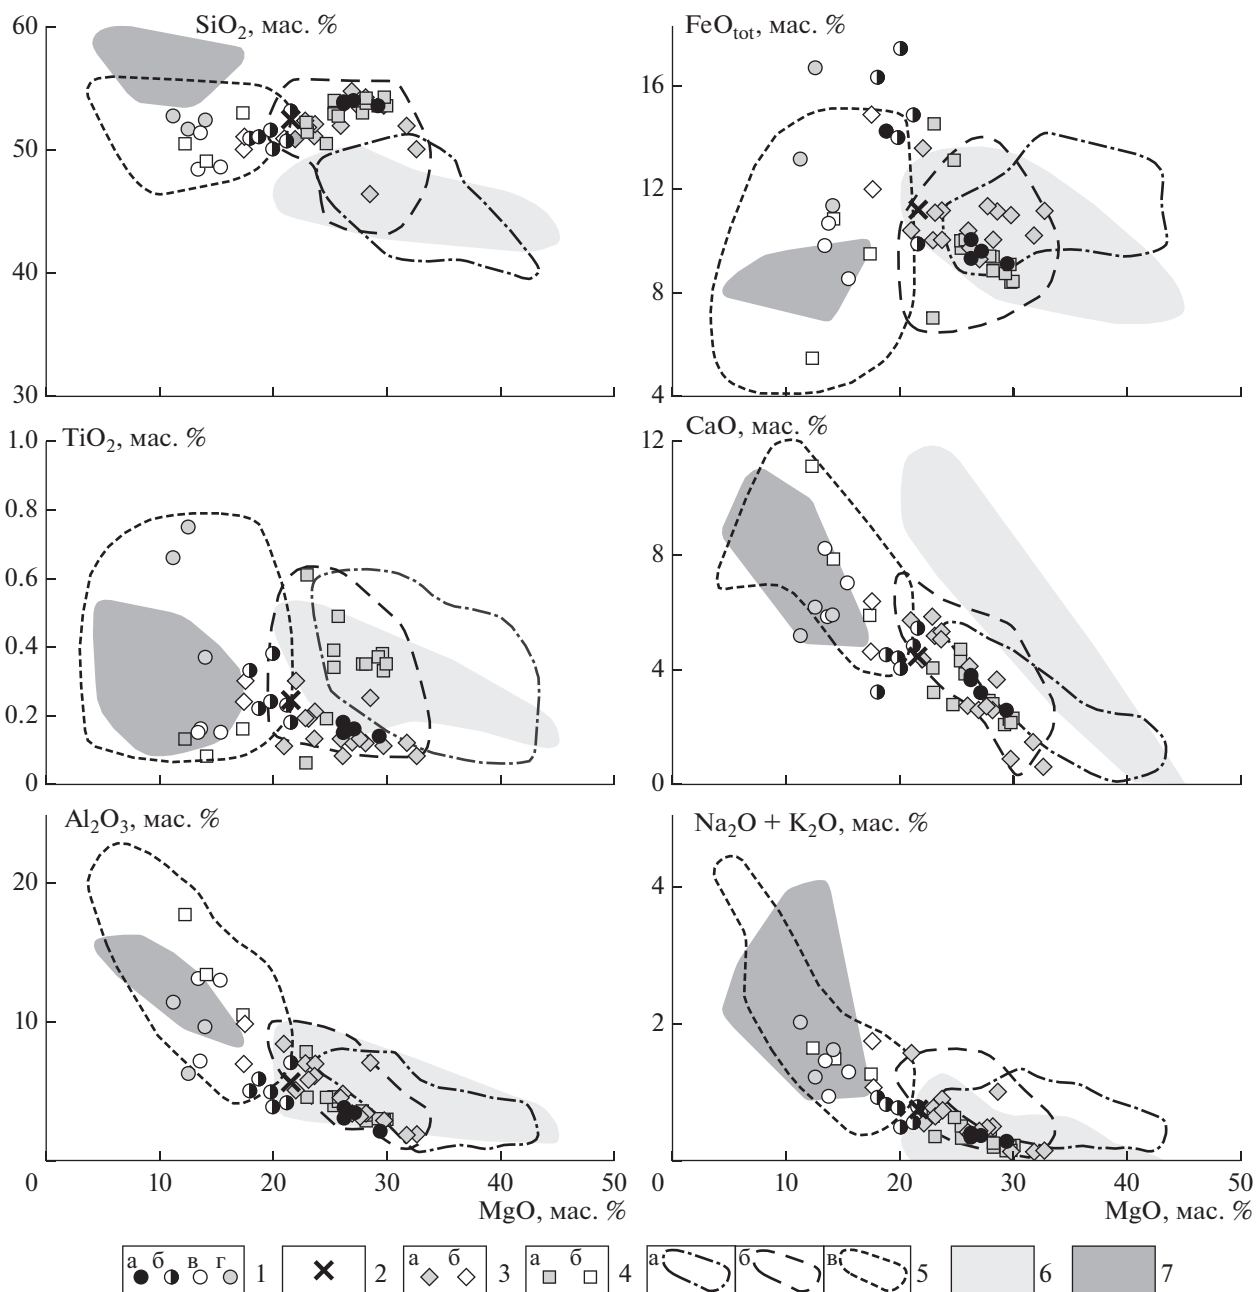 SiO₂, мас. %
60
50
40
30
FeO_tot, мас. %
16
12
8
4
TiO₂, мас. %
1.0
0.8
0.6
0.4
0.2
0
CaO, мас. %
12
8
4
0
Al₂O₃, мас. %
20
10
0 10 20 30 40 50
MgO, мас. %
Na₂O + K₂O, мас. %
4
2
0 10 20 30 40 50
MgO, мас. %
а б в г 1 2 а б 3 а б 4 а б в 5 6 7